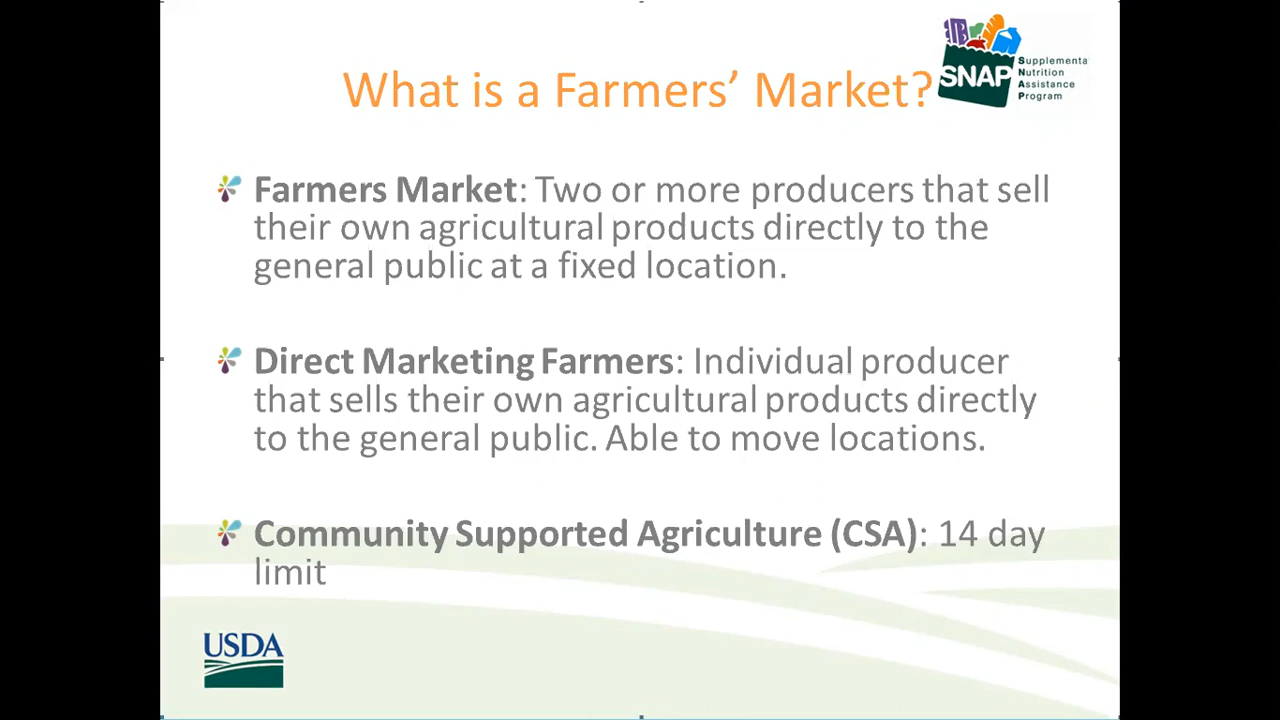 What is a Farmers’ Market?
SNAP
Supplementa
Nutrition
Assistance
Program
Farmers Market: Two or more producers that sell
their own agricultural products directly to the
general public at a fixed location.
Direct Marketing Farmers: Individual producer
that sells their own agricultural products directly
to the general public. Able to move locations.
Community Supported Agriculture (CSA): 14 day
limit
USDA